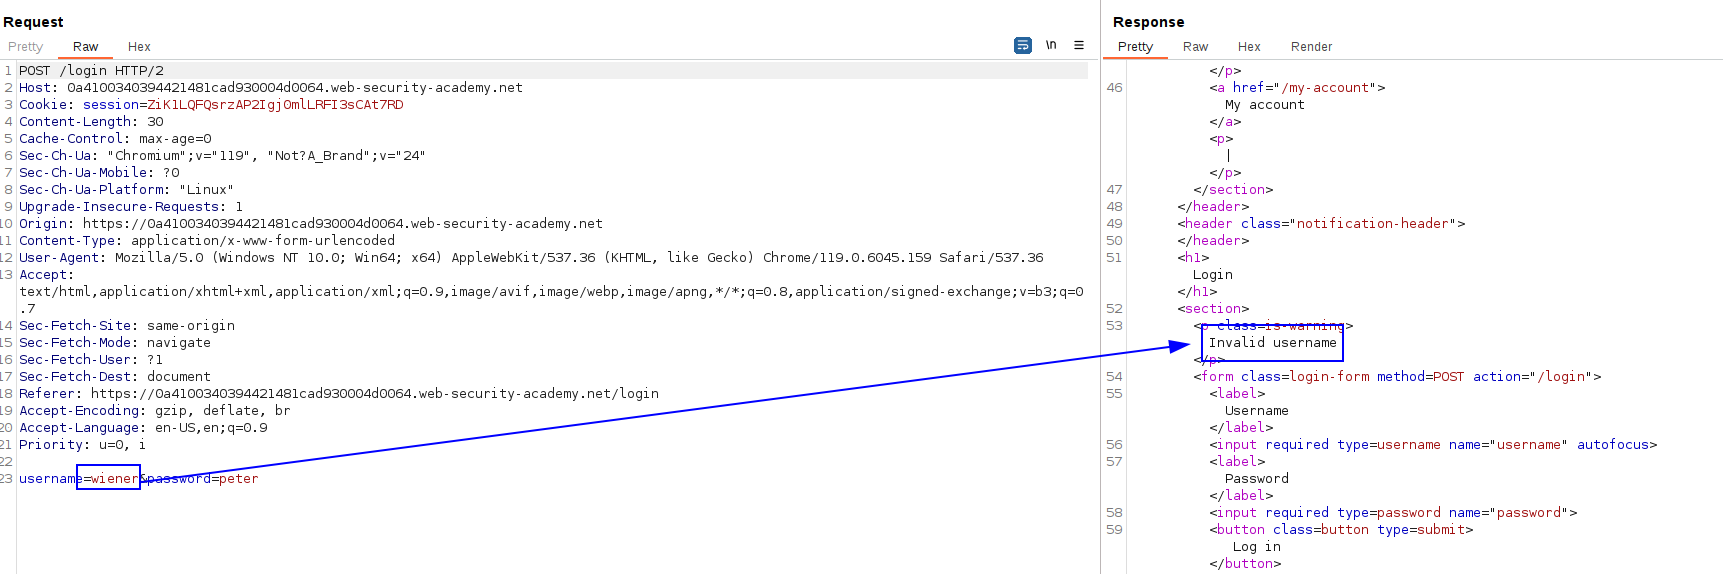 Request
Pretty Raw Hex
\n
1 POST /login HTTP/2
2 Host: 0a4100340394421481cad930004d0064.web-security-academy.net
3 Cookie: session=ZiK1LQFQsrzAP2Igj0mlLRFI3sCAt7RD
4 Content-Length: 30
5 Cache-Control: max-age=0
6 Sec-Ch-Ua: "Chromium";v="119", "Not?A_Brand";v="24"
7 Sec-Ch-Ua-Mobile: ?0
8 Sec-Ch-Ua-Platform: "Linux"
9 Upgrade-Insecure-Requests: 1
10 Origin: https://0a4100340394421481cad930004d0064.web-security-academy.net
11 Content-Type: application/x-www-form-urlencoded
12 User-Agent: Mozilla/5.0 (Windows NT 10.0; Win64; x64) AppleWebKit/537.36 (KHTML, like Gecko) Chrome/119.0.6045.159 Safari/537.36
13 Accept:
text/html,application/xhtml+xml,application/xml;q=0.9,image/avif,image/webp,image/apng,*/*;q=0.8,application/signed-exchange;v=b3;q=0
.7
14 Sec-Fetch-Site: same-origin
15 Sec-Fetch-Mode: navigate
16 Sec-Fetch-User: ?1
17 Sec-Fetch-Dest: document
18 Referer: https://0a4100340394421481cad930004d0064.web-security-academy.net/login
19 Accept-Encoding: gzip, deflate, br
20 Accept-Language: en-US,en;q=0.9
21 Priority: u=0, i
22
23 username=wiener&password=peter
Response
Pretty Raw Hex Render
</p>
46 <a href="/my-account">
My account
</a>
<p>
|
</p>
47 </section>
48 </header>
49 <header class="notification-header">
50 </header>
51 <h1>
Login
</h1>
52 <section>
53 <p class=is-warning>
Invalid username
</p>
54 <form class=login-form method=POST action="/login">
55 <label>
Username
</label>
56 <input required type=username name="username" autofocus>
57 <label>
Password
</label>
58 <input required type=password name="password">
59 <button class=button type=submit>
Log in
</button>